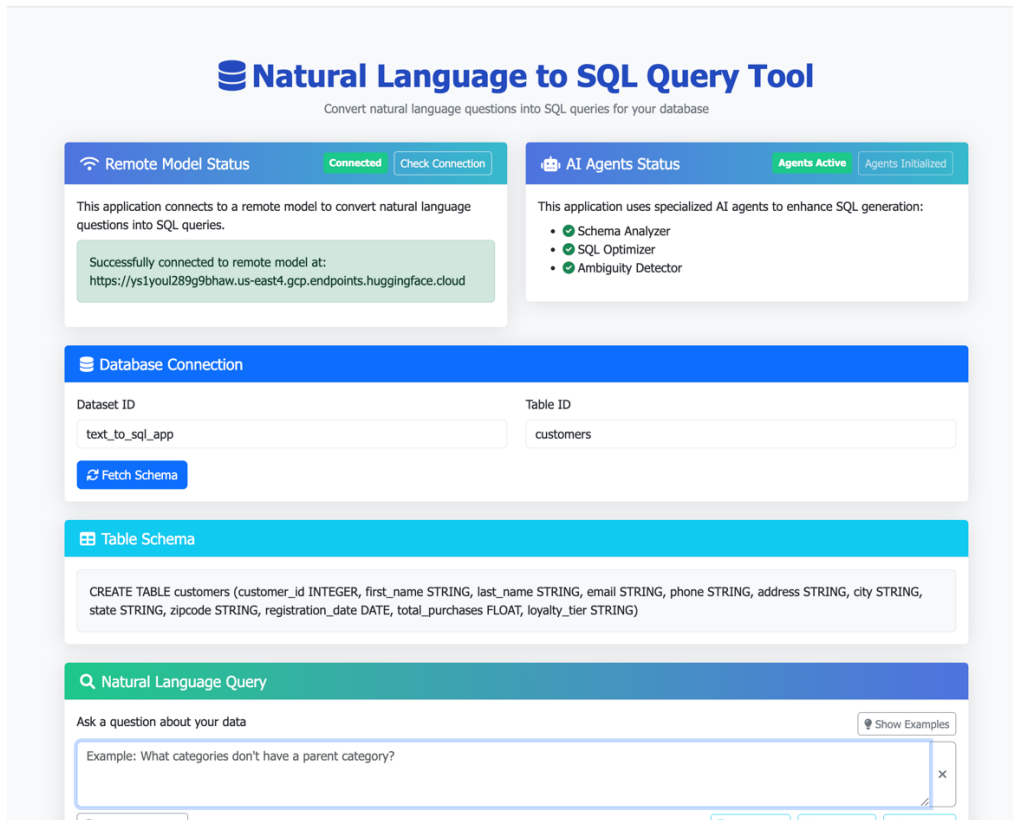 Natural Language to SQL Query Tool
Convert natural language questions into SQL queries for your database
Remote Model Status
Connected
Check Connection
This application connects to a remote model to convert natural language
questions into SQL queries.
Successfully connected to remote model at:
https://ys1youl289g9bhaw.us-east4.gcp.endpoints.huggingface.cloud
AI Agents Status
Agents Active
Agents Initialized
This application uses specialized AI agents to enhance SQL generation:
Schema Analyzer
SQL Optimizer
Ambiguity Detector
Database Connection
Dataset ID
text_to_sql_app
Table ID
customers
Fetch Schema
Table Schema
CREATE TABLE customers (customer_id INTEGER, first_name STRING, last_name STRING, email STRING, phone STRING, address STRING, city STRING,
state STRING, zipcode STRING, registration_date DATE, total_purchases FLOAT, loyalty_tier STRING)
Natural Language Query
Ask a question about your data
Show Examples
Example: What categories don't have a parent category?